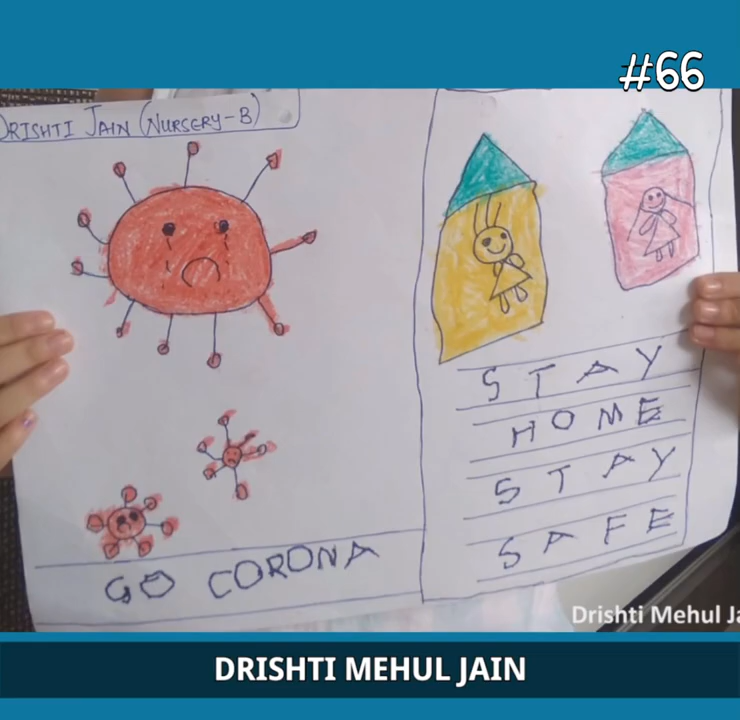 #66
DRISHTI JAIN (NURSERY-B)
GO CORONA
STAY
HOME
STAY
SAFE
Drishti Mehul Ja
DRISHTI MEHUL JAIN